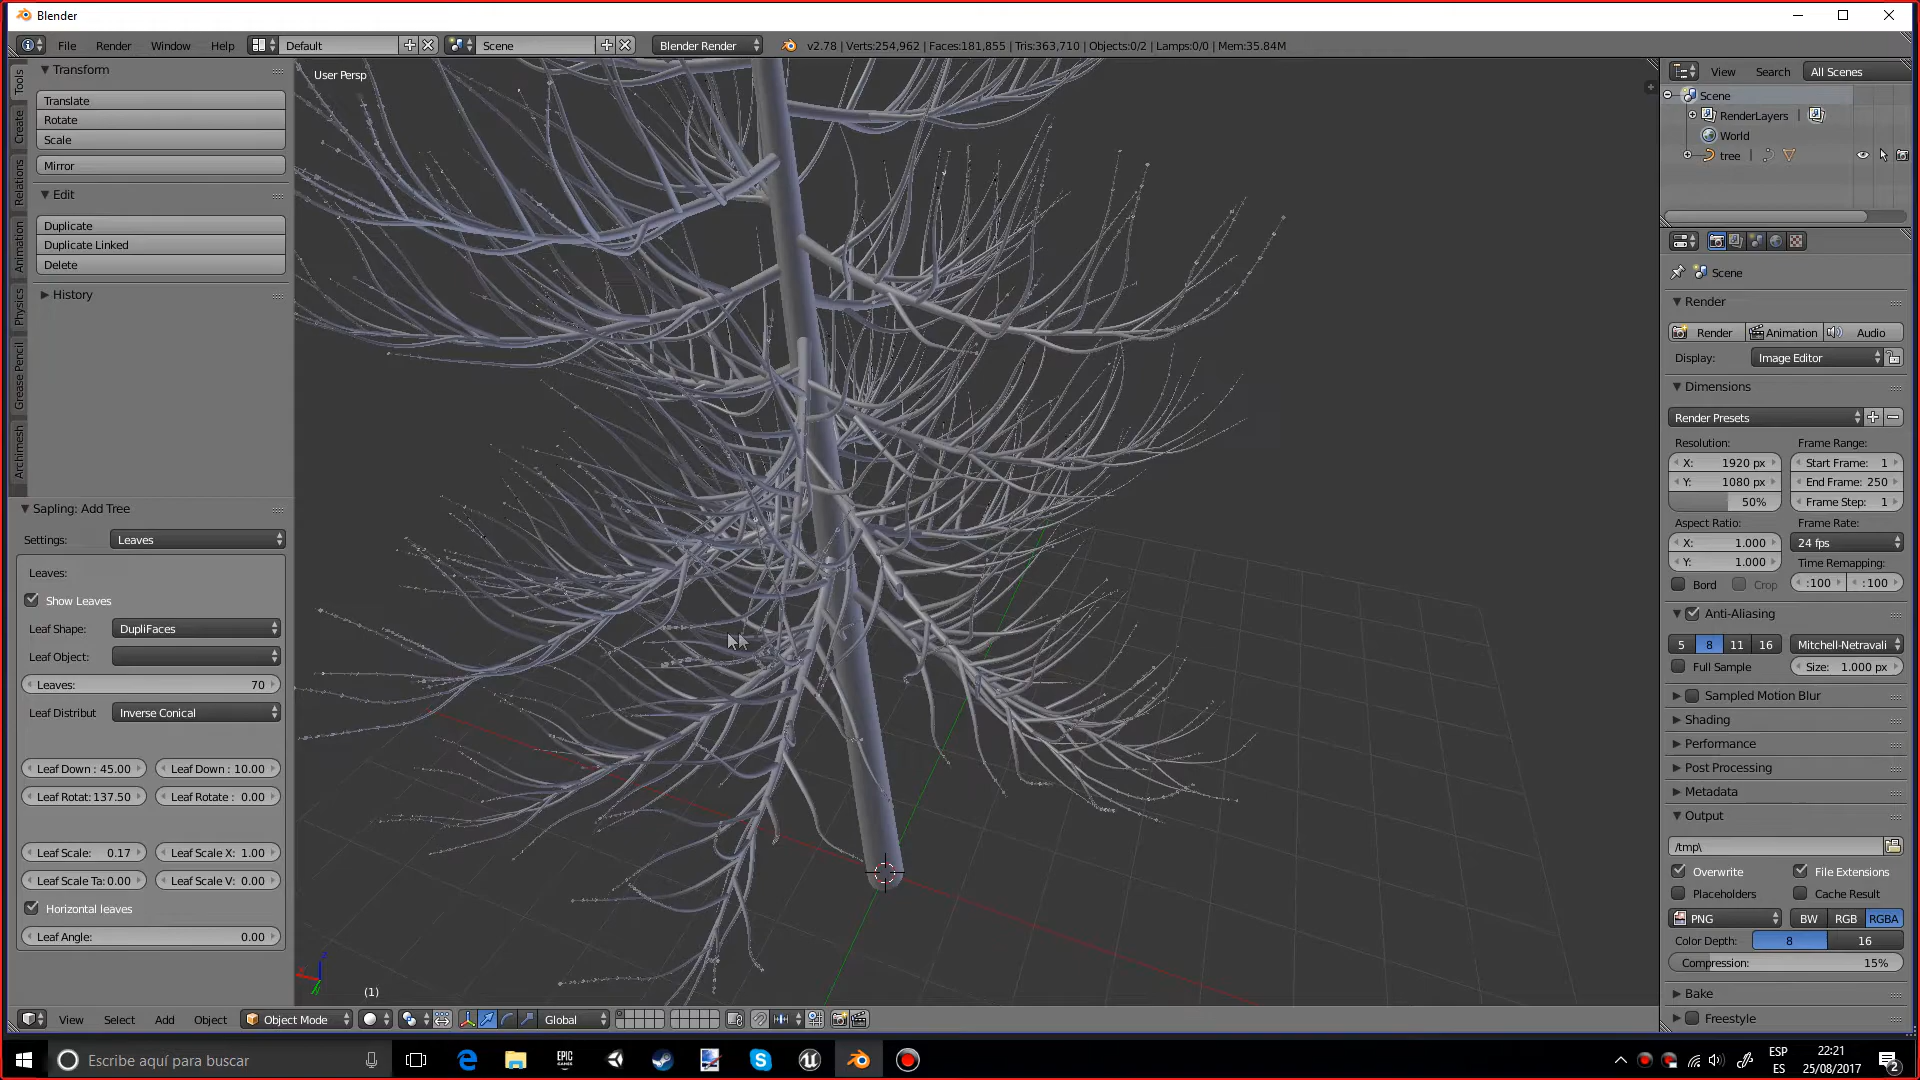 Blender
File Render Window Help Default Scene Blender Render v2.78 | Verts:254,962 | Faces:181,855 | Tris:363,710 | Objects:0/2 | Lamps:0/0 | Mem:35.84M
Tools
Create
Relations
Animation
Physics
Grease Pencil
Archimesh
Transform
Translate
Rotate
Scale
Mirror
Edit
Duplicate
Duplicate Linked
Delete
History
Sapling: Add Tree
Settings: Leaves
Leaves:
Show Leaves
Leaf Shape: DupliFaces
Leaf Object:
Leaves: 70
Leaf Distribut Inverse Conical
Leaf Down : 45.00 Leaf Down : 10.00
Leaf Rotat: 137.50 Leaf Rotate : 0.00
Leaf Scale: 0.17 Leaf Scale X: 1.00
Leaf Scale Ta: 0.00 Leaf Scale V: 0.00
Horizontal leaves
Leaf Angle: 0.00
User Persp
(1)
View Select Add Object Object Mode Global
View Search All Scenes
Scene
RenderLayers |
World
tree |
Scene
Render
Render Animation Audio
Display: Image Editor
Dimensions
Render Presets
Resolution: Frame Range:
X: 1920 px Start Frame: 1
Y: 1080 px End Frame: 250
50% Frame Step: 1
Aspect Ratio: Frame Rate:
X: 1.000 24 fps
Y: 1.000 Time Remapping:
Bord Crop :100 :100
Anti-Aliasing
5 8 11 16 Mitchell-Netravali
Full Sample Size: 1.000 px
Sampled Motion Blur
Shading
Performance
Post Processing
Metadata
Output
/tmp\
Overwrite File Extensions
Placeholders Cache Result
PNG BW RGB RGBA
Color Depth: 8 16
Compression: 15%
Bake
Freestyle
Escribe aquí para buscar
EPIC GAMES
ESP
ES
22:21
25/08/2017
2